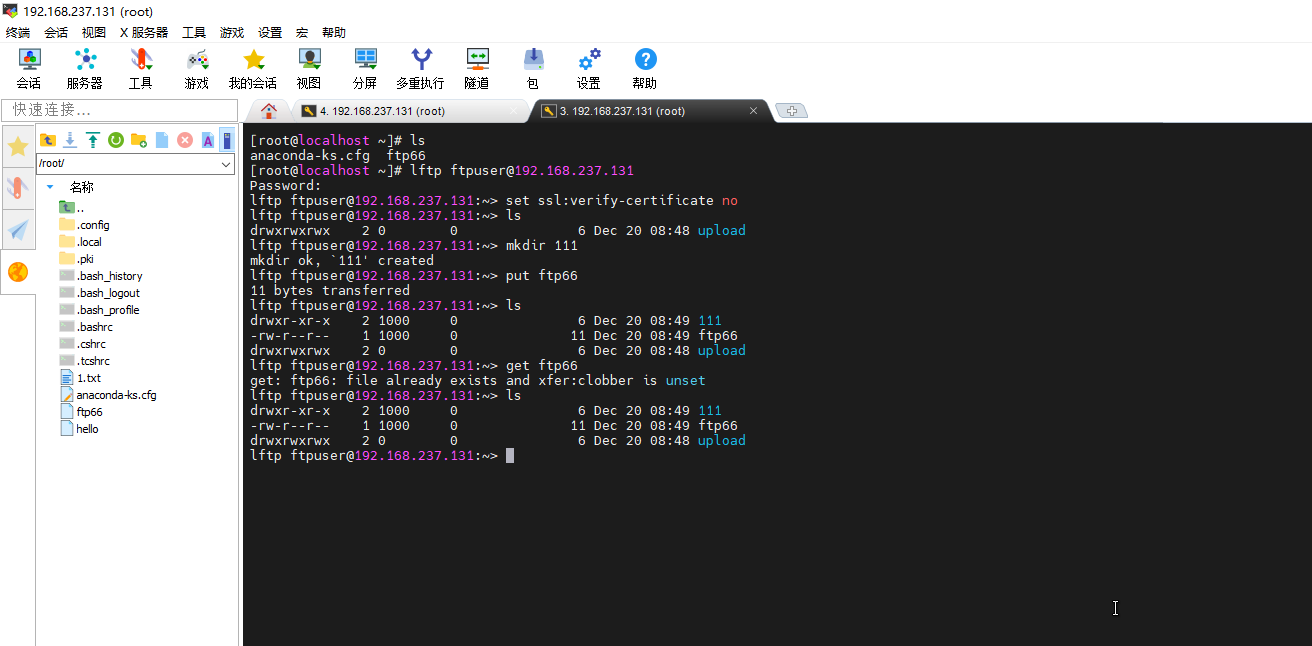 192.168.237.131 (root)
终端 会话 视图 X 服务器 工具 游戏 设置 宏 帮助
会话 服务器 工具 游戏 我的会话 视图 分屏 多重执行 隧道 包 设置 帮助
快速连接...
4. 192.168.237.131 (root)
3. 192.168.237.131 (root)
/root/
名称
..
.config
.local
.pki
.bash_history
.bash_logout
.bash_profile
.bashrc
.cshrc
.tcshrc
1.txt
anaconda-ks.cfg
ftp66
hello
[root@localhost ~]# ls
anaconda-ks.cfg  ftp66
[root@localhost ~]# lftp ftpuser@192.168.237.131
Password:
lftp ftpuser@192.168.237.131:~> set ssl:verify-certificate no
lftp ftpuser@192.168.237.131:~> ls
drwxrwxrwx    2 0        0               6 Dec 20 08:48 upload
lftp ftpuser@192.168.237.131:~> mkdir 111
mkdir ok, `111' created
lftp ftpuser@192.168.237.131:~> put ftp66
11 bytes transferred
lftp ftpuser@192.168.237.131:~> ls
drwxr-xr-x    2 1000     0               6 Dec 20 08:49 111
-rw-r--r--    1 1000     0              11 Dec 20 08:49 ftp66
drwxrwxrwx    2 0        0               6 Dec 20 08:48 upload
lftp ftpuser@192.168.237.131:~> get ftp66
get: ftp66: file already exists and xfer:clobber is unset
lftp ftpuser@192.168.237.131:~> ls
drwxr-xr-x    2 1000     0               6 Dec 20 08:49 111
-rw-r--r--    1 1000     0              11 Dec 20 08:49 ftp66
drwxrwxrwx    2 0        0               6 Dec 20 08:48 upload
lftp ftpuser@192.168.237.131:~>